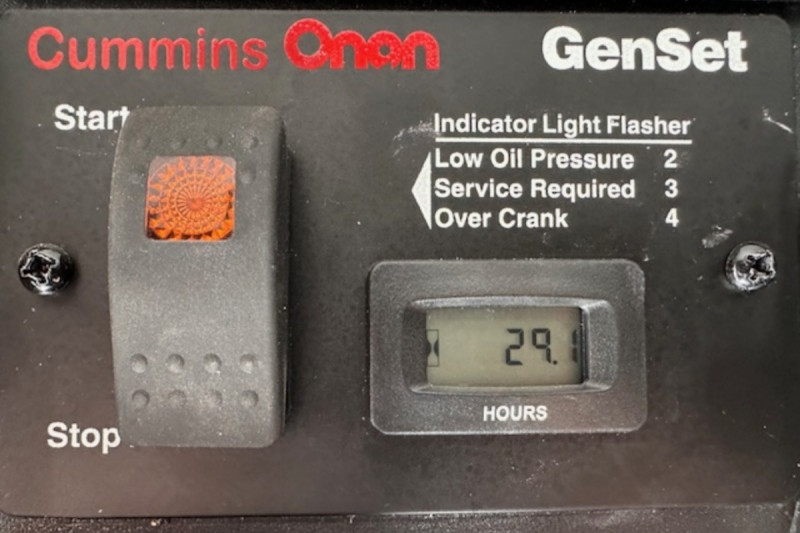 Cummins Onan GenSet
Start
Indicator Light Flasher
Low Oil Pressure 2
Service Required 3
Over Crank 4
29.1
HOURS
Stop